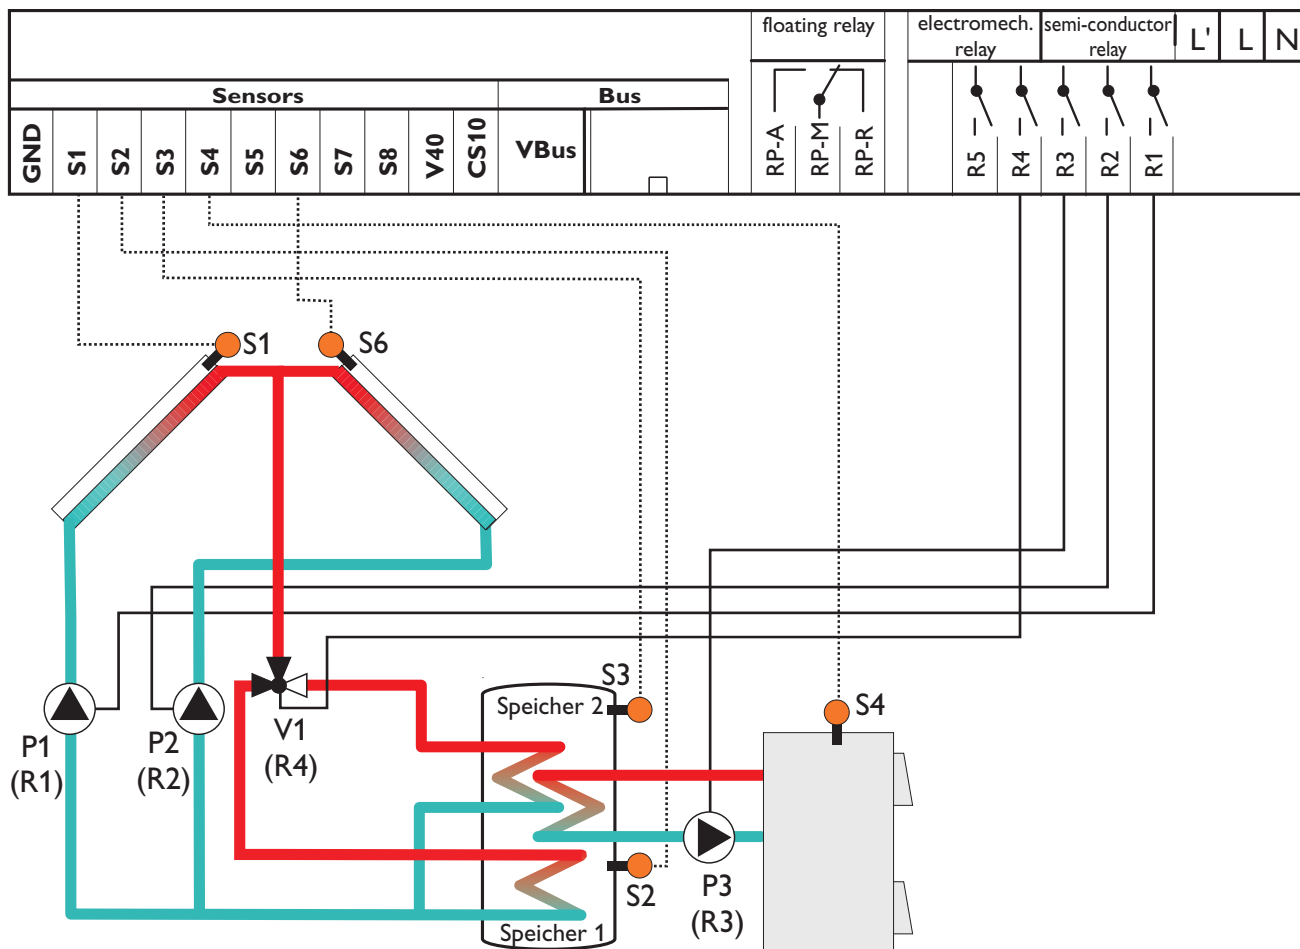 floating relay
electromech. relay
semi-conductor relay
L' L N
Sensors
Bus
GND S1 S2 S3 S4 S5 S6 S7 S8 V40 CS10
VBus
RP-A RP-M RP-R
R5 R4 R3 R2 R1
S1
S6
S3
Speicher 2
S4
P1
(R1)
P2
(R2)
V1
(R4)
S2
P3
(R3)
Speicher 1